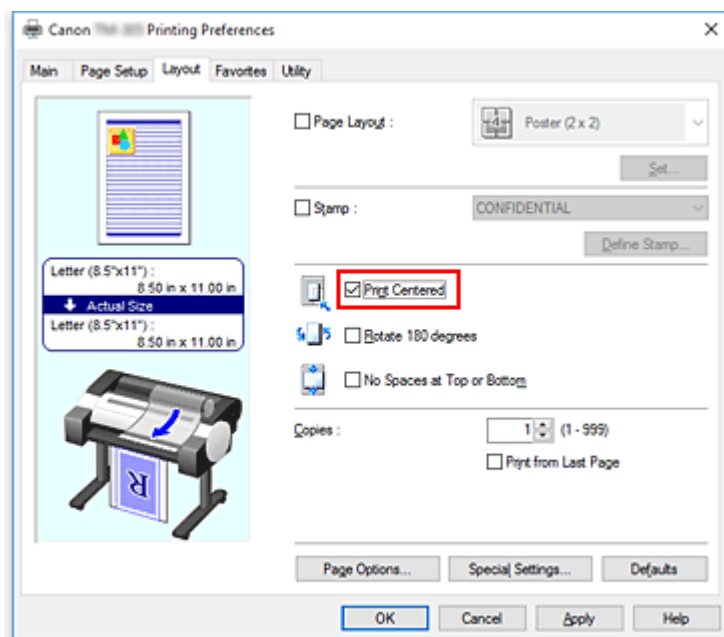 Canon Printing Preferences
Main Page Setup Layout Favorites Utility
Page Layout :
Poster (2 x 2)
Set...
Stamp :
CONFIDENTIAL
Define Stamp...
Letter (8.5"x11") :
8.50 in x 11.00 in
Actual Size
Letter (8.5"x11") :
8.50 in x 11.00 in
Print Centered
Rotate 180 degrees
No Spaces at Top or Bottom
Copies :
1 (1 - 999)
Print from Last Page
R
Page Options... Special Settings... Defaults
OK Cancel Apply Help